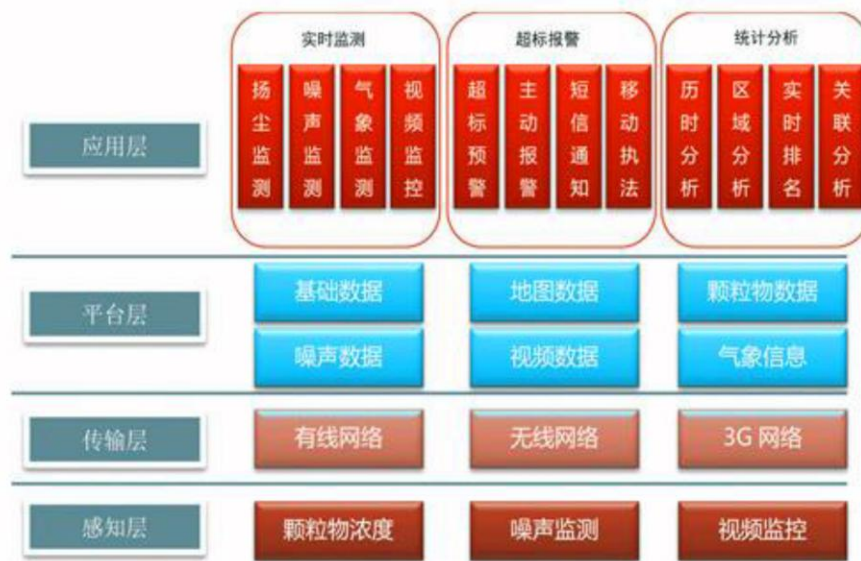 实时监测
超标报警
统计分析
应用层
扬尘监测
噪声监测
气象监测
视频监控
超标预警
主动报警
短信通知
移动执法
历时分析
区域分析
实时排名
关联分析
平台层
基础数据
地图数据
颗粒物数据
噪声数据
视频数据
气象信息
传输层
有线网络
无线网络
3G 网络
感知层
颗粒物浓度
噪声监测
视频监控